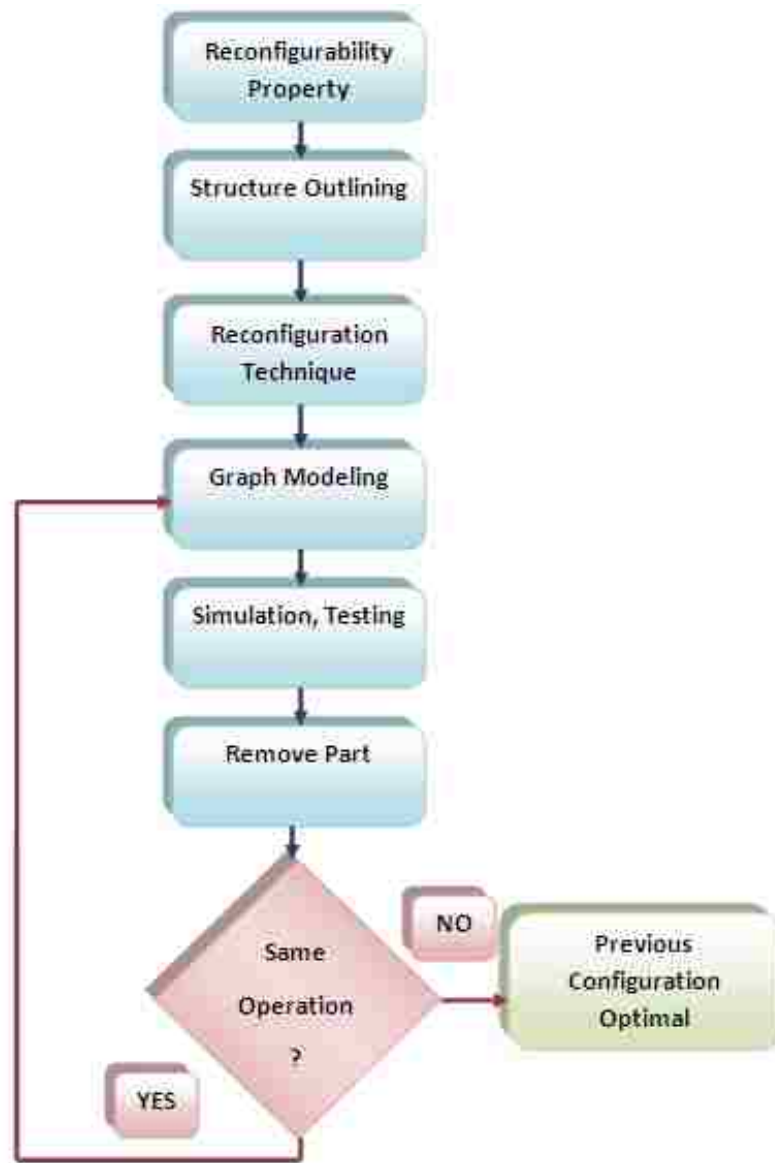 Reconfigurability
Property
Structure Outlining
Reconfiguration
Technique
Graph Modeling
Simulation, Testing
Remove Part
Same
Operation
?
NO
Previous
Configuration
Optimal
YES